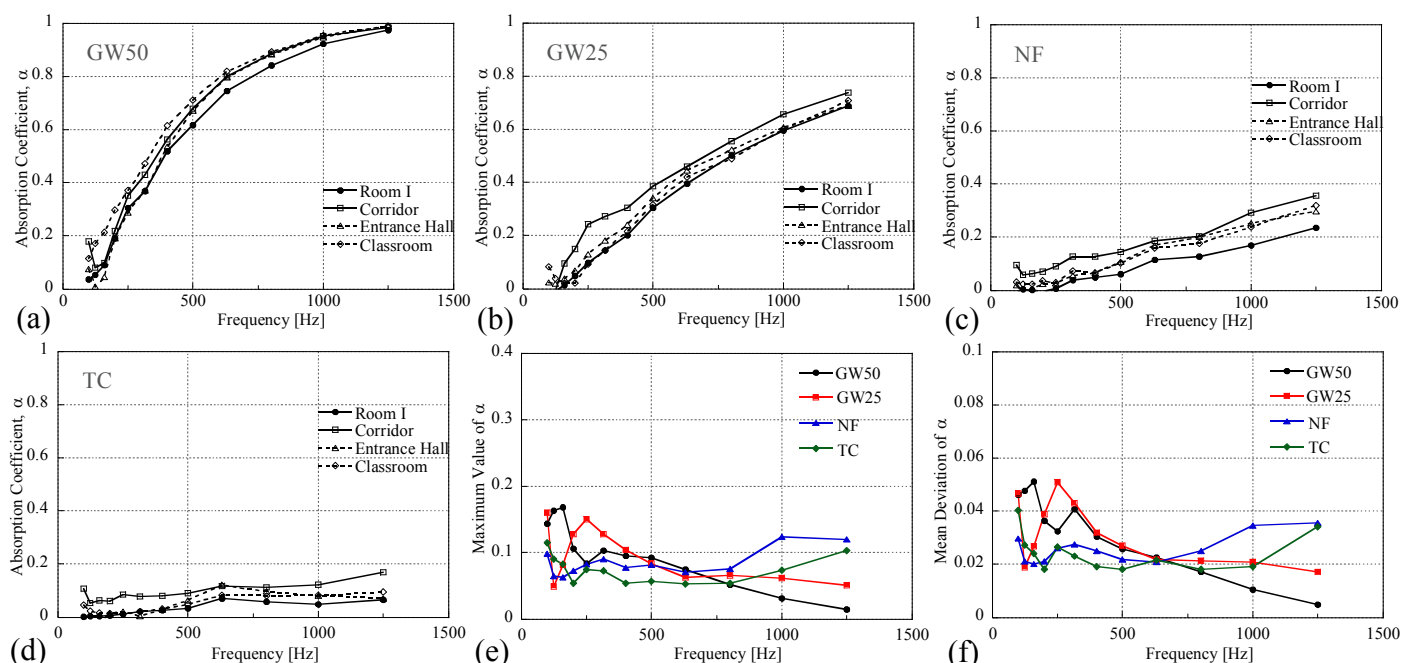 GW50
Absorption Coefficient, α
1
0.8
0.6
0.4
0.2
0
0 500 1000 1500
Frequency [Hz]
Room I
Corridor
Entrance Hall
Classroom
(a)
GW25
Absorption Coefficient, α
1
0.8
0.6
0.4
0.2
0
0 500 1000 1500
Frequency [Hz]
Room I
Corridor
Entrance Hall
Classroom
(b)
NF
Absorption Coefficient, α
1
0.8
0.6
0.4
0.2
0
0 500 1000 1500
Frequency [Hz]
Room I
Corridor
Entrance Hall
Classroom
(c)
TC
Absorption Coefficient, α
1
0.8
0.6
0.4
0.2
0
0 500 1000 1500
Frequency [Hz]
Room I
Corridor
Entrance Hall
Classroom
(d)
Maximum Value of α
0.4
0.3
0.2
0.1
0
0 500 1000 1500
Frequency [Hz]
GW50
GW25
NF
TC
(e)
Mean Deviation of α
0.1
0.08
0.06
0.04
0.02
0
0 500 1000 1500
Frequency [Hz]
GW50
GW25
NF
TC
(f)